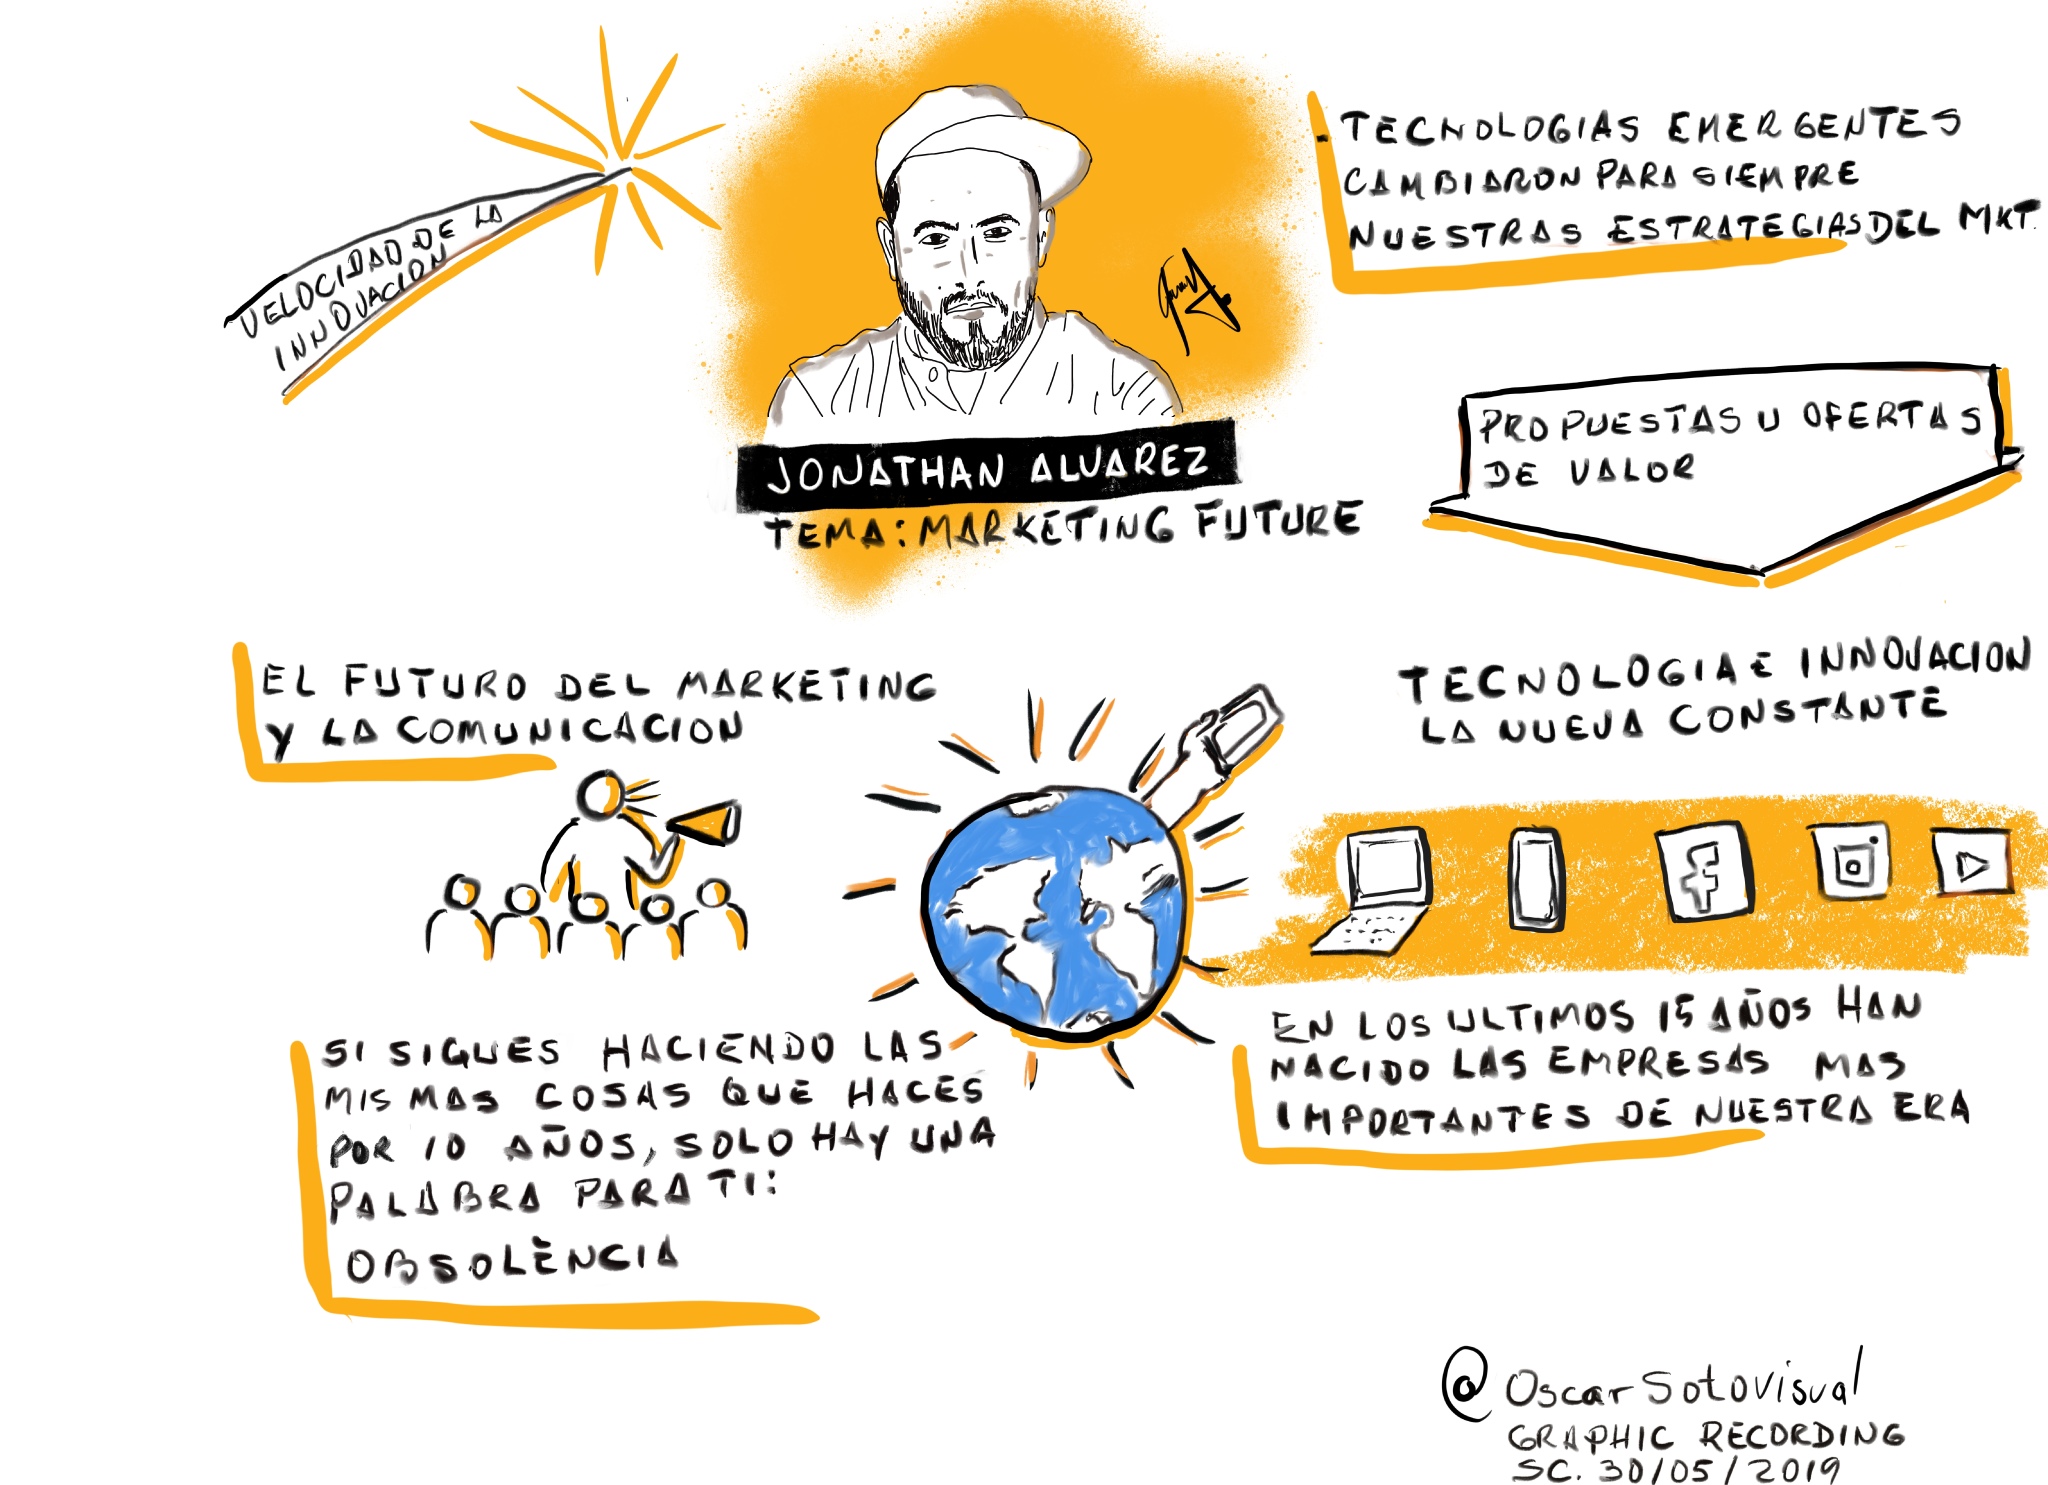 VELOCIDAD DE LA
INNOVACION
JONATHAN ALVAREZ
TEMA: MARKETING FUTURE
. TECNOLOGIAS EMERGENTES
CAMBIARON PARA SIEMPRE
NUESTRAS ESTRATEGIAS DEL MKT.
PROPUESTAS U OFERTAS
DE VALOR
EL FUTURO DEL MARKETING
Y LA COMUNICACION
TECNOLOGIA E INNOVACION
LA NUEVA CONSTANTE
SI SIGUES HACIENDO LAS
MISMAS COSAS QUE HACES
POR 10 AÑOS, SOLO HAY UNA
PALABRA PARA TI:
OBSOLÈNCIA
EN LOS ULTIMOS 15 AÑOS HAN
NACIDO LAS EMPRESAS MAS
IMPORTANTES DE NUESTRA ERA
@OscarSotovisual
GRAPHIC RECORDING
SC. 30/05/2019